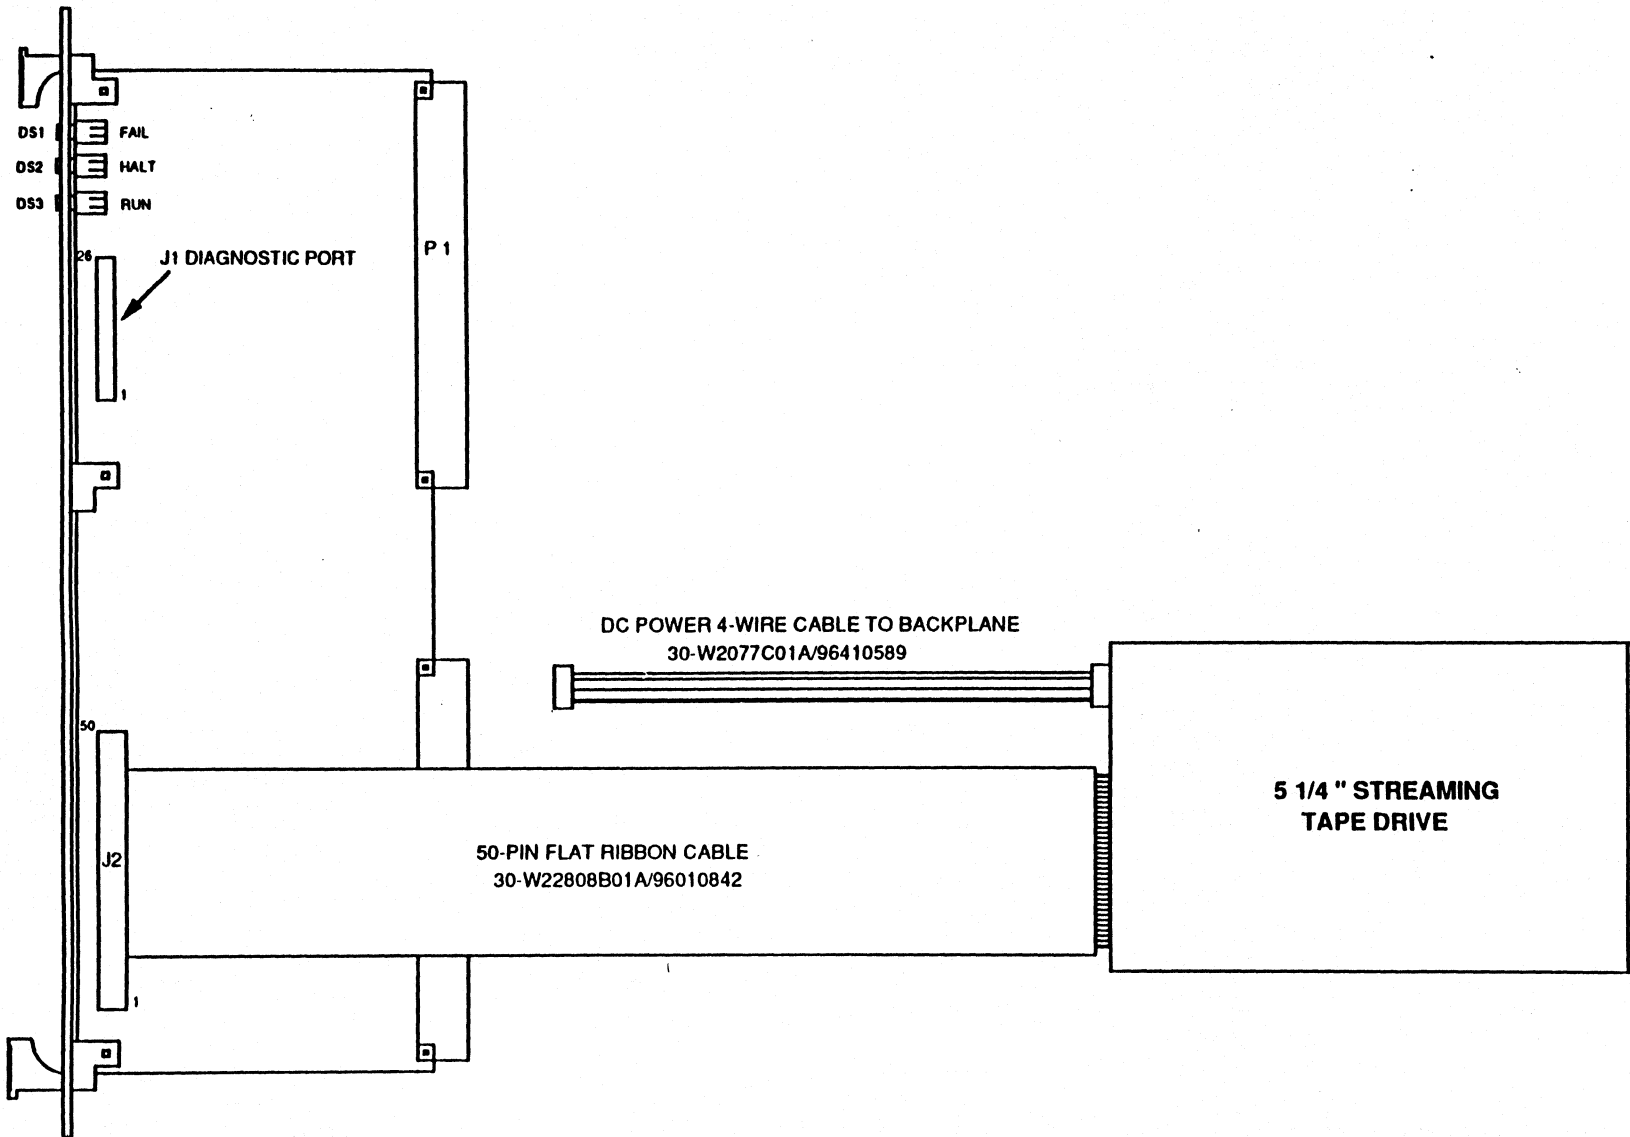 DS1 FAIL
DS2 HALT
DS3 RUN
26
J1 DIAGNOSTIC PORT
1
P 1
DC POWER 4-WIRE CABLE TO BACKPLANE
30-W2077C01A/96410589
50
J2
1
50-PIN FLAT RIBBON CABLE
30-W22808B01A/96010842
5 1/4 " STREAMING
TAPE DRIVE